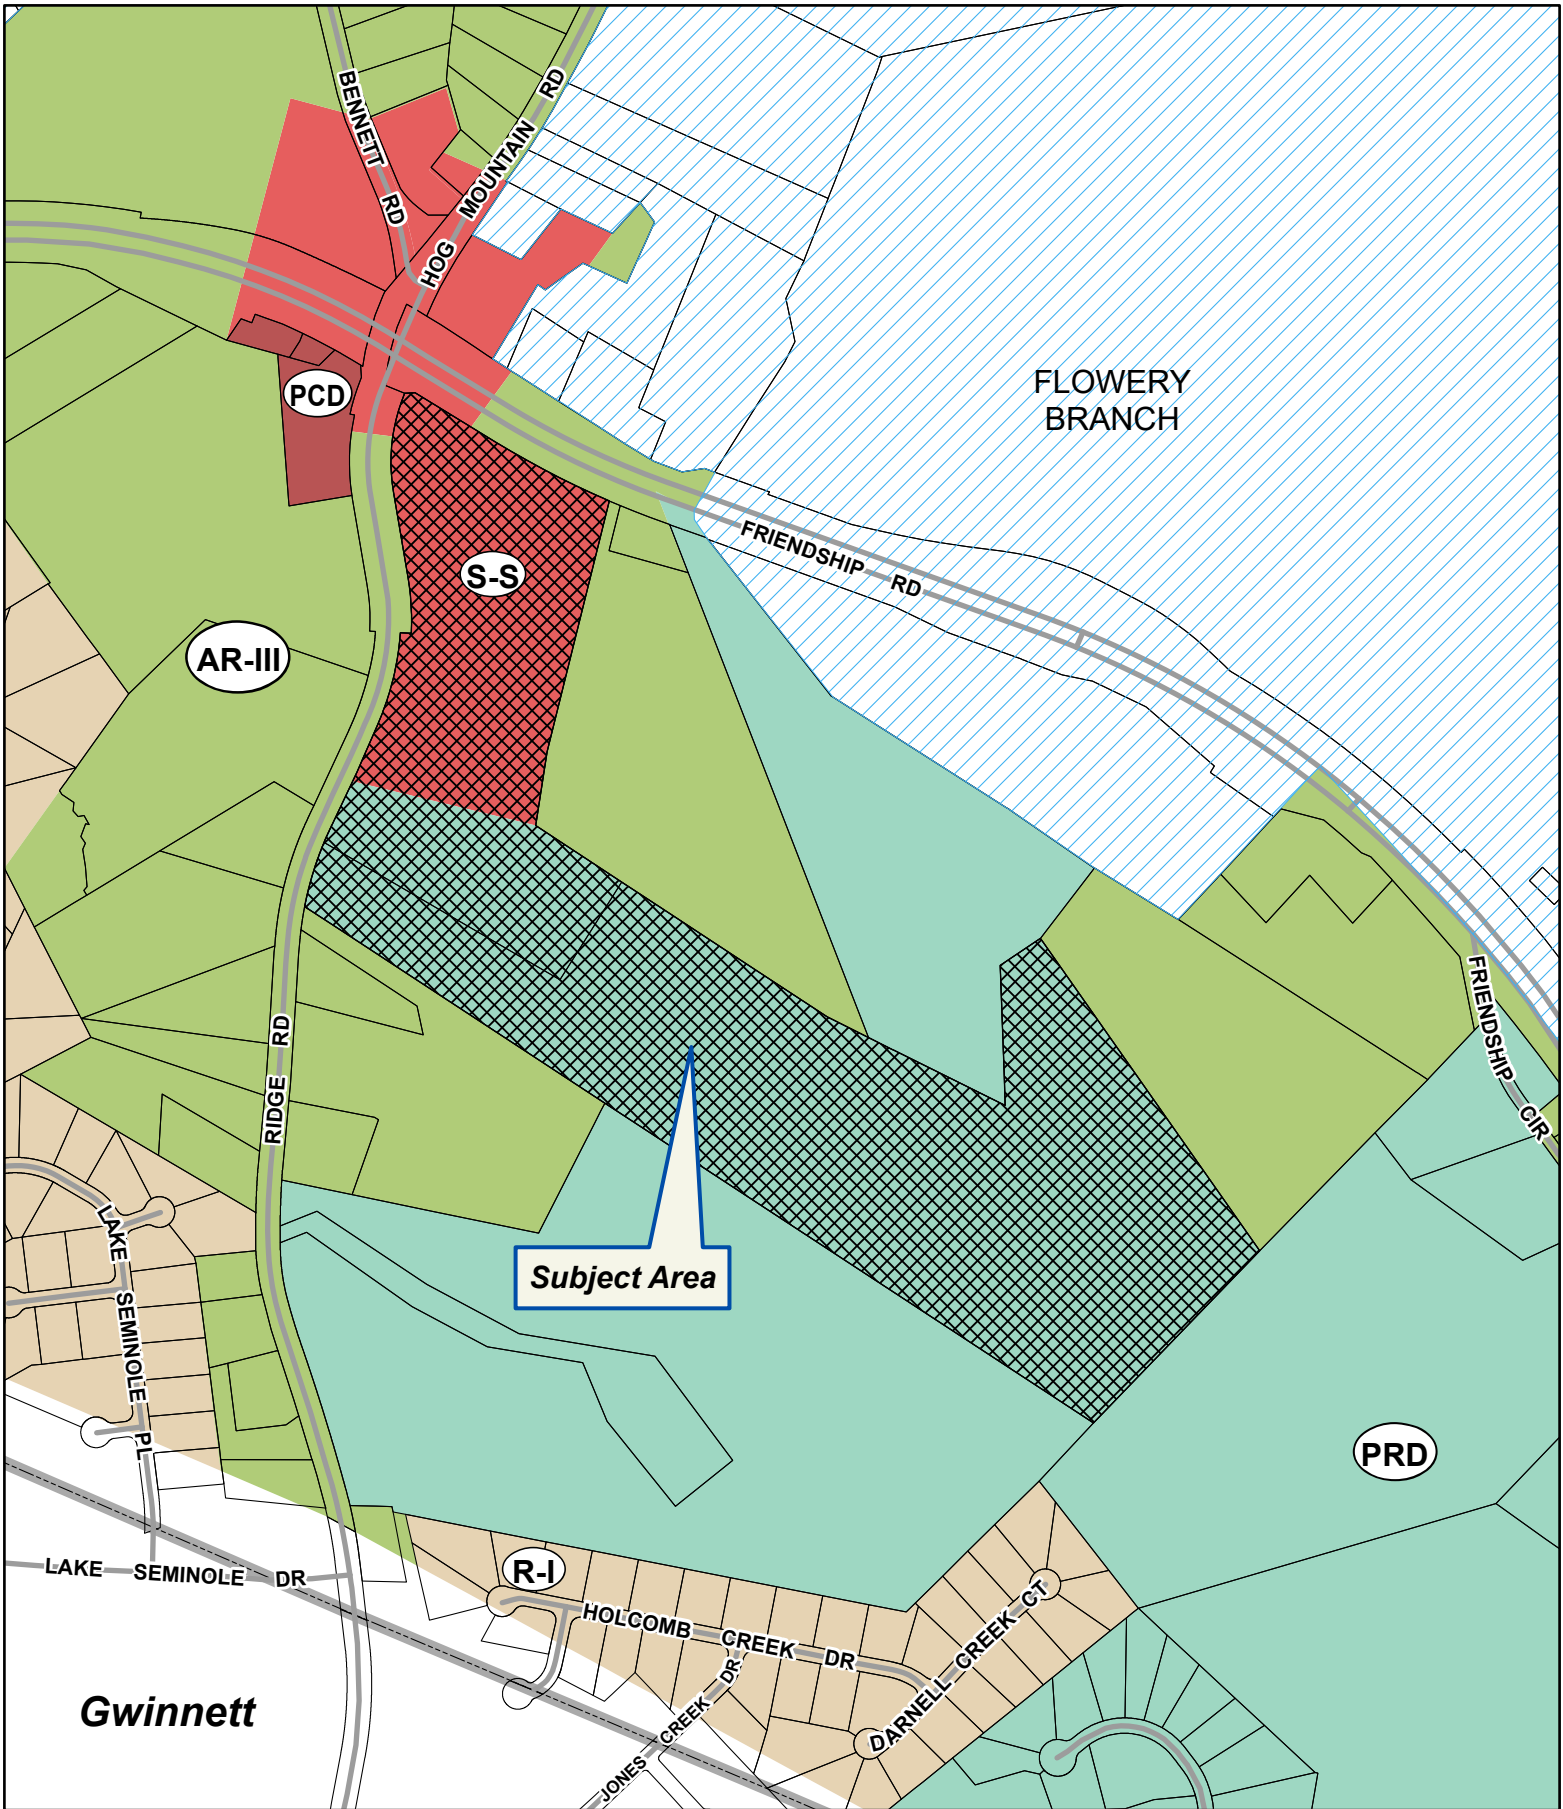 BENNETT RD
HOG MOUNTAIN RD
FLOWERY
BRANCH
PCD
FRIENDSHIP RD
S-S
AR-III
FRIENDSHIP CIR
RIDGE RD
LAKE SEMINOLE PL
Subject Area
PRD
LAKE SEMINOLE DR
R-I
HOLCOMB CREEK DR
DARNELL CREEK CT
JONES CREEK DR
Gwinnett